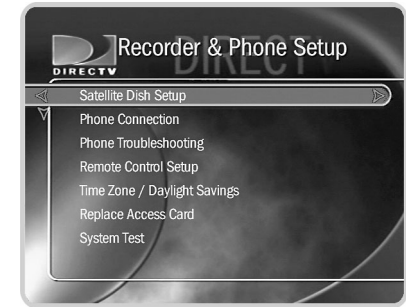 DIRECT
Recorder & Phone Setup
DIRECTV
Satellite Dish Setup
Phone Connection
Phone Troubleshooting
Remote Control Setup
Time Zone / Daylight Savings
Replace Access Card
System Test